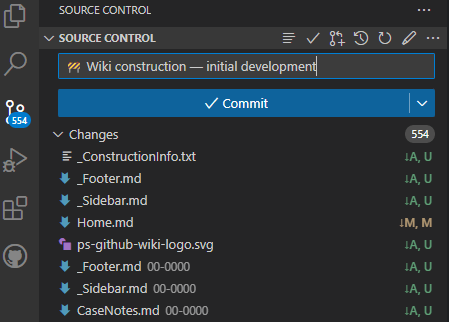 SOURCE CONTROL
SOURCE CONTROL
🚧 Wiki construction — initial development
Commit
554
Changes 554
_ConstructionInfo.txt ↓A, U
_Footer.md ↓A, U
_Sidebar.md ↓A, U
Home.md ↓M, M
ps-github-wiki-logo.svg ↓A, U
_Footer.md 00-0000 ↓A, U
_Sidebar.md 00-0000 ↓A, U
CaseNotes.md 00-0000 ↓A, U